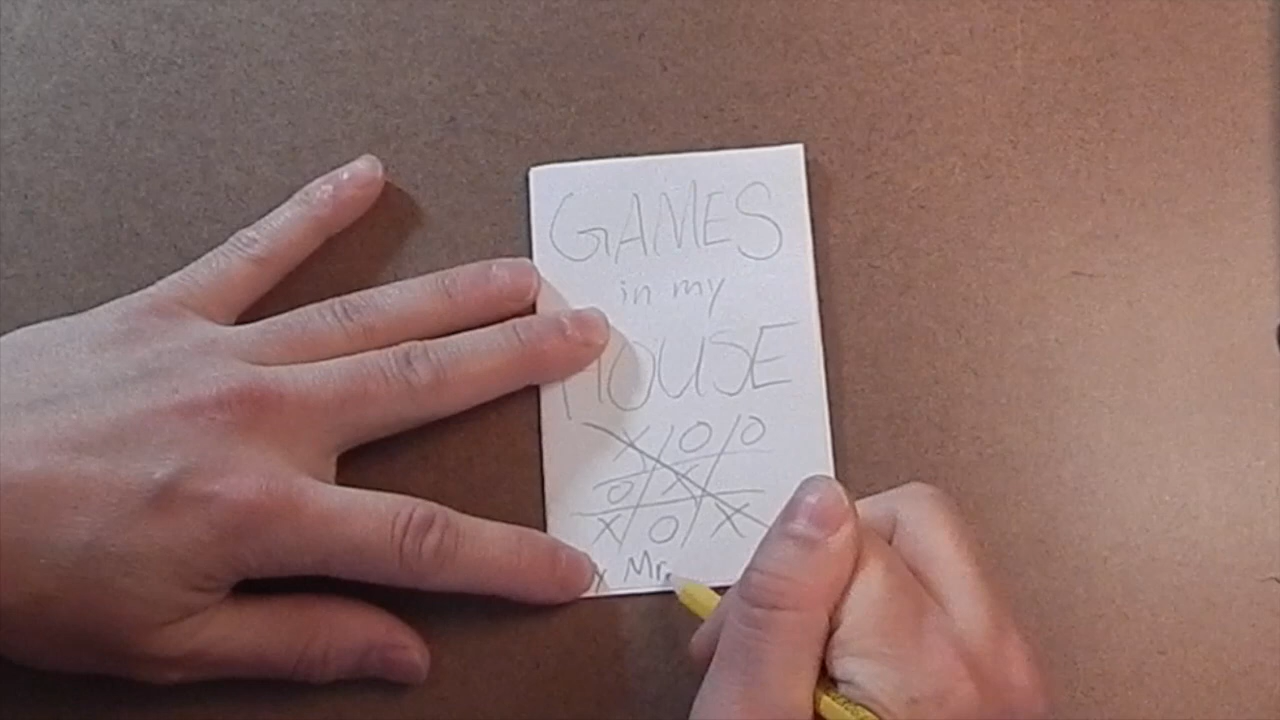 GAMES
in my
HOUSE
X O O
O X
X O X
Mr.